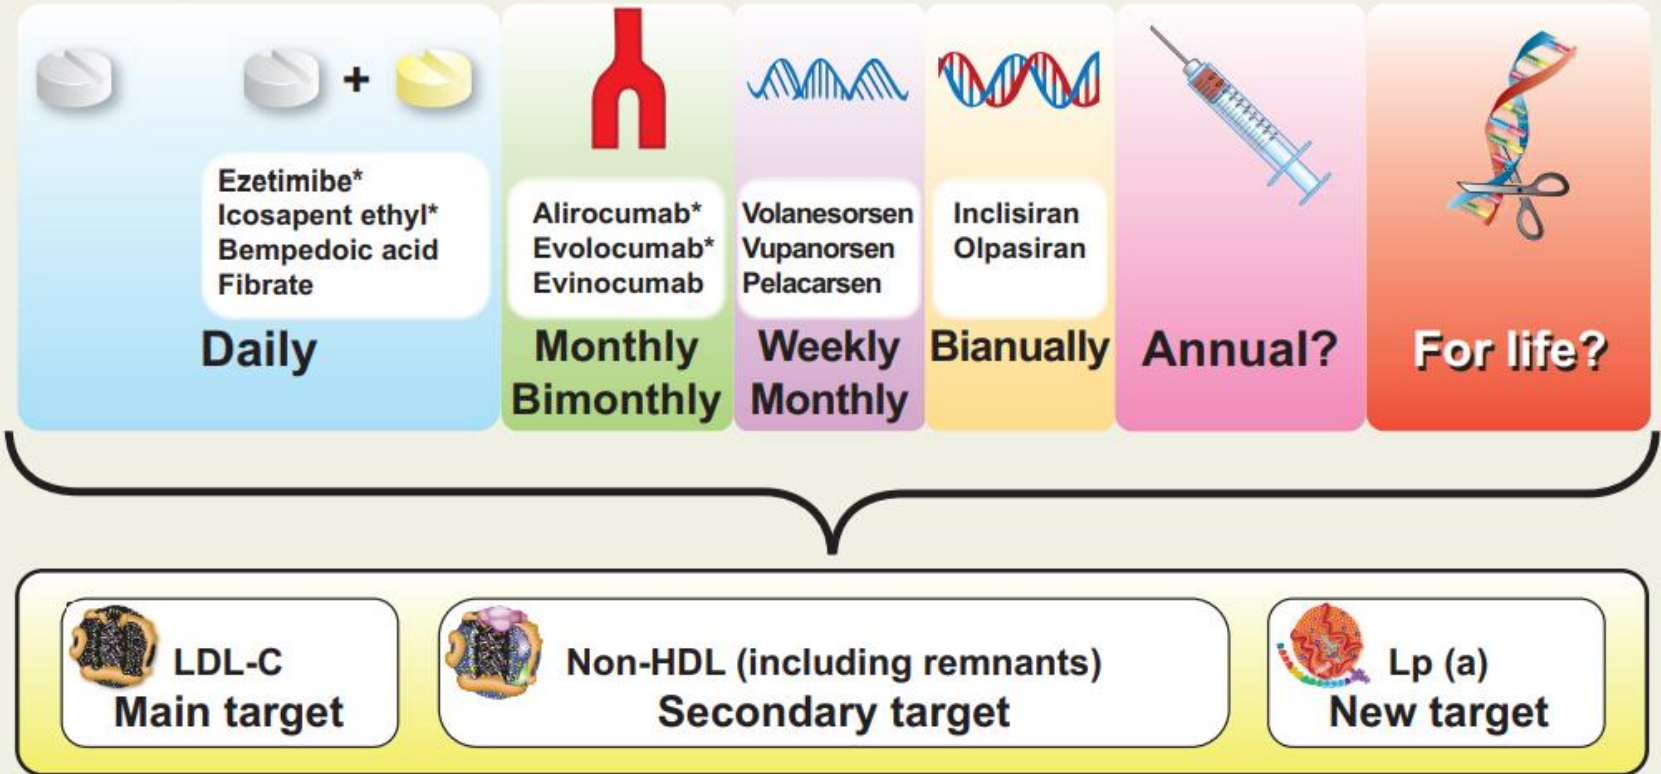 +
Ezetimibe*
Icosapent ethyl*
Bempedoic acid
Fibrate
Daily
Alirocumab*
Evolocumab*
Evinocumab
Monthly
Bimonthly
Volanesorsen
Vupanorsen
Pelacarsen
Weekly
Monthly
Inclisiran
Olpasiran
Bianually
Annual?
For life?
LDL-C
Main target
Non-HDL (including remnants)
Secondary target
Lp (a)
New target